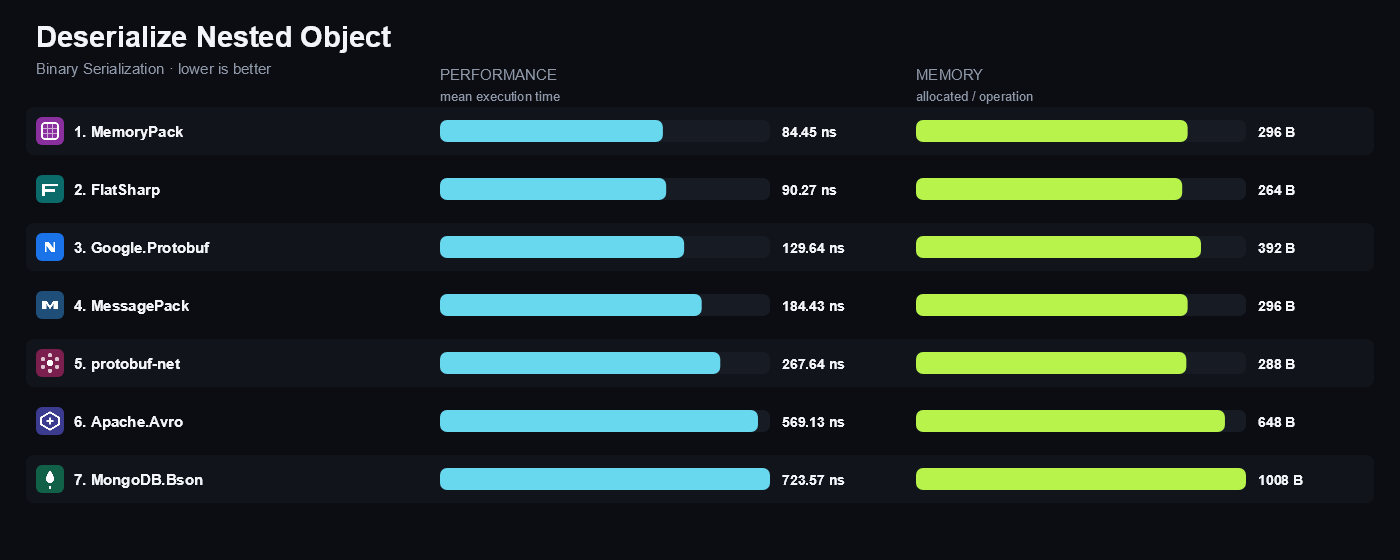 Deserialize Nested Object
Binary Serialization · lower is better
PERFORMANCE
mean execution time
MEMORY
allocated / operation
1. MemoryPack 84.45 ns 296 B
2. FlatSharp 90.27 ns 264 B
3. Google.Protobuf 129.64 ns 392 B
4. MessagePack 184.43 ns 296 B
5. protobuf-net 267.64 ns 288 B
6. Apache.Avro 569.13 ns 648 B
7. MongoDB.Bson 723.57 ns 1008 B